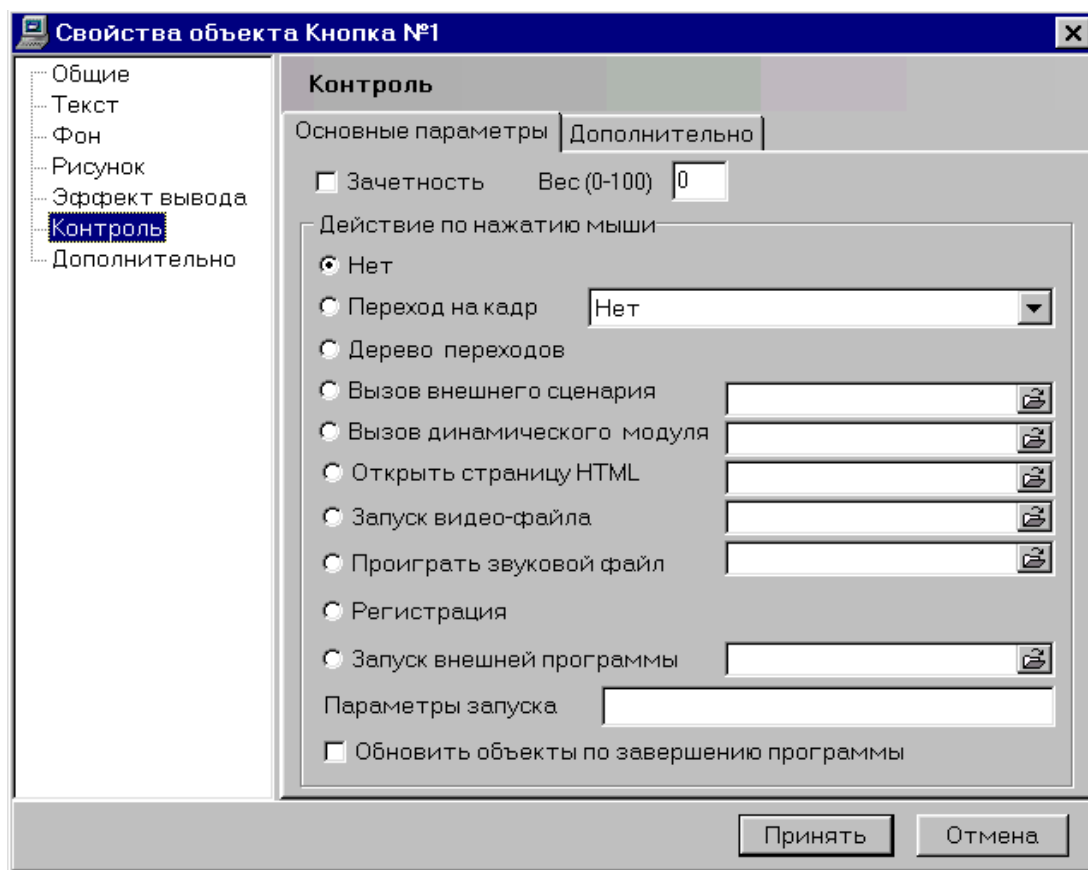 Свойства объекта Кнопка №1
Общие
Текст
Фон
Рисунок
Эффект вывода
Контроль
Дополнительно
Контроль
Основные параметры Дополнительно
Зачетность Вес (0-100) 0
Действие по нажатию мыши
Нет
Переход на кадр Нет
Дерево переходов
Вызов внешнего сценария
Вызов динамического модуля
Открыть страницу HTML
Запуск видео-файла
Проиграть звуковой файл
Регистрация
Запуск внешней программы
Параметры запуска
Обновить объекты по завершению программы
Принять Отмена